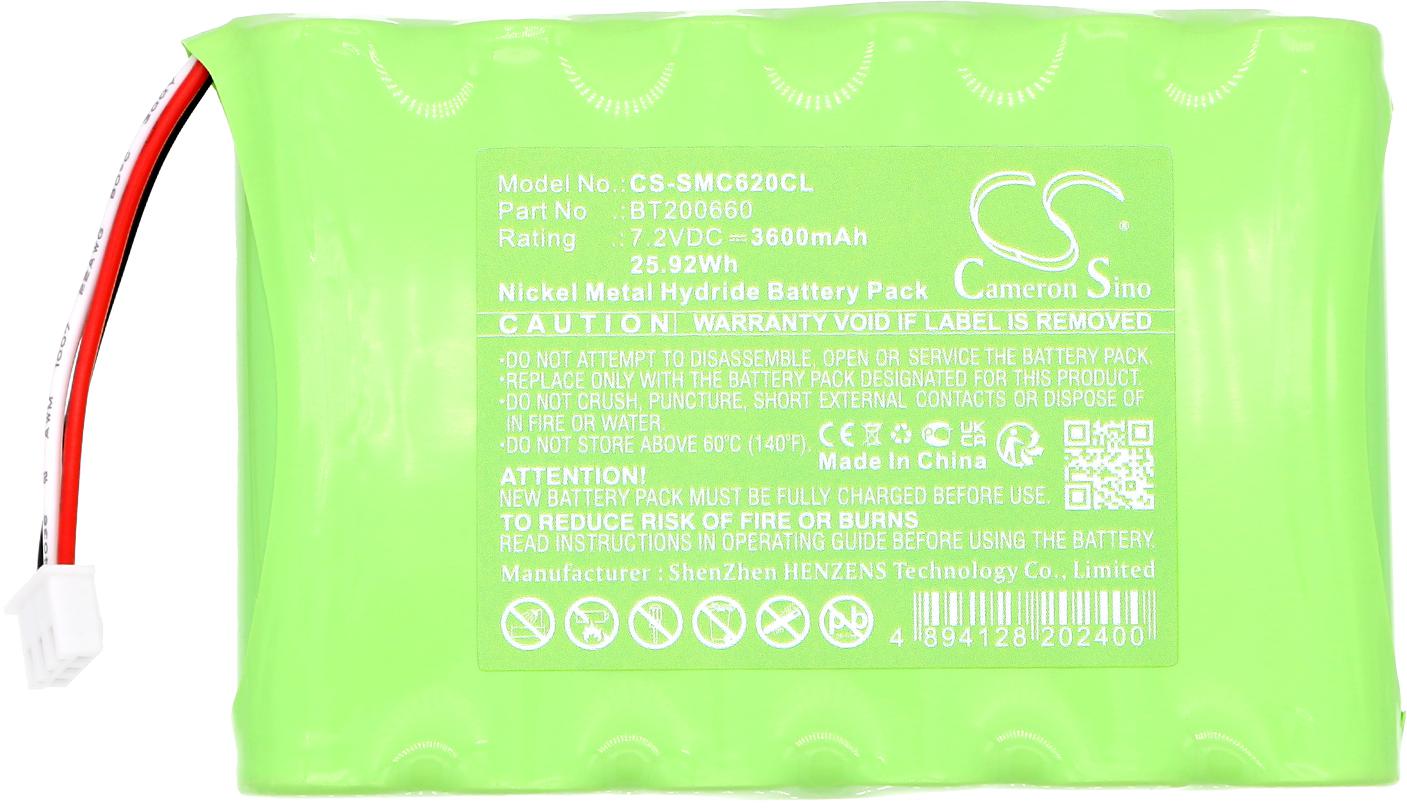 Model No.: CS-SMC620CL
Part No .: BT200660
Rating .: 7.2VDC ⎓ 3600mAh
25.92Wh
Nickel Metal Hydride Battery Pack
CS®
Cameron Sino
CAUTION! WARRANTY VOID IF LABEL IS REMOVED
•DO NOT ATTEMPT TO DISASSEMBLE, OPEN OR SERVICE THE BATTERY PACK.
•REPLACE ONLY WITH THE BATTERY PACK DESIGNATED FOR THIS PRODUCT.
•DO NOT CRUSH, PUNCTURE, SHORT EXTERNAL CONTACTS OR DISPOSE OF
IN FIRE OR WATER.
•DO NOT STORE ABOVE 60°C (140°F).
CE UK CA
Made In China
ATTENTION!
NEW BATTERY PACK MUST BE FULLY CHARGED BEFORE USE.
TO REDUCE RISK OF FIRE OR BURNS
READ INSTRUCTIONS IN OPERATING GUIDE BEFORE USING THE BATTERY.
Manufacturer : ShenZhen HENZENS Technology Co., Limited
Pb
4 894128 202400
AWM 1007